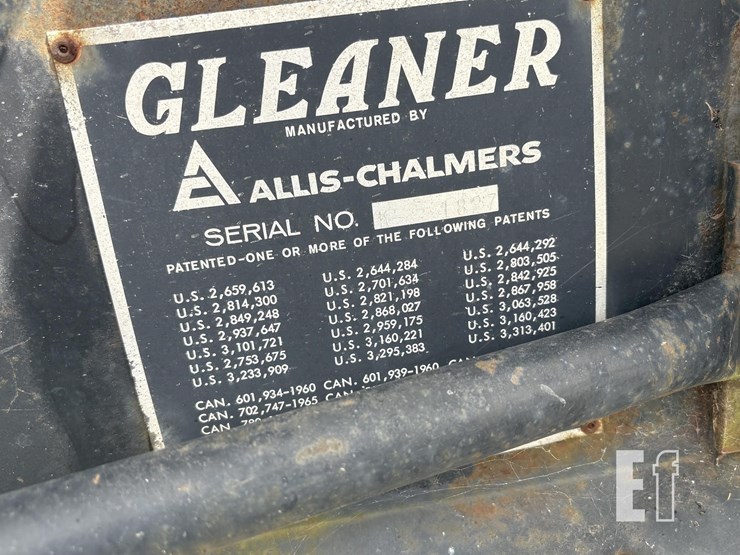 GLEANER
MANUFACTURED BY
ALLIS-CHALMERS
SERIAL NO.
PATENTED-ONE OR MORE OF THE FOLLOWING PATENTS
U.S. 2,659,613 U.S. 2,644,284 U.S. 2,644,292
U.S. 2,814,300 U.S. 2,701,634 U.S. 2,803,505
U.S. 2,849,248 U.S. 2,821,198 U.S. 2,842,925
U.S. 2,937,647 U.S. 2,868,027 U.S. 2,867,958
U.S. 3,101,721 U.S. 2,959,175 U.S. 3,063,528
U.S. 2,753,675 U.S. 3,160,221 U.S. 3,160,423
U.S. 3,233,909 U.S. 3,295,383 U.S. 3,313,401
CAN. 601,934-1960 CAN. 601,939-1960
CAN. 702,747-1965
CAN.
Ef